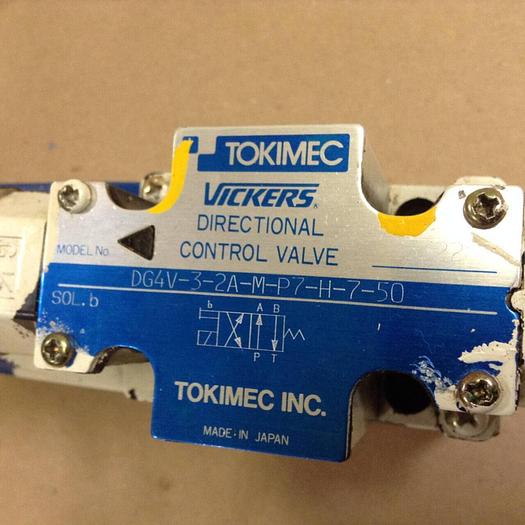 TOKIMEC
VICKERS®
DIRECTIONAL
CONTROL VALVE
MODEL No.
DG4V-3-2A-M-P7-H-7-50
SOL.b
b A B
P T
TOKIMEC INC.
MADE·IN JAPAN